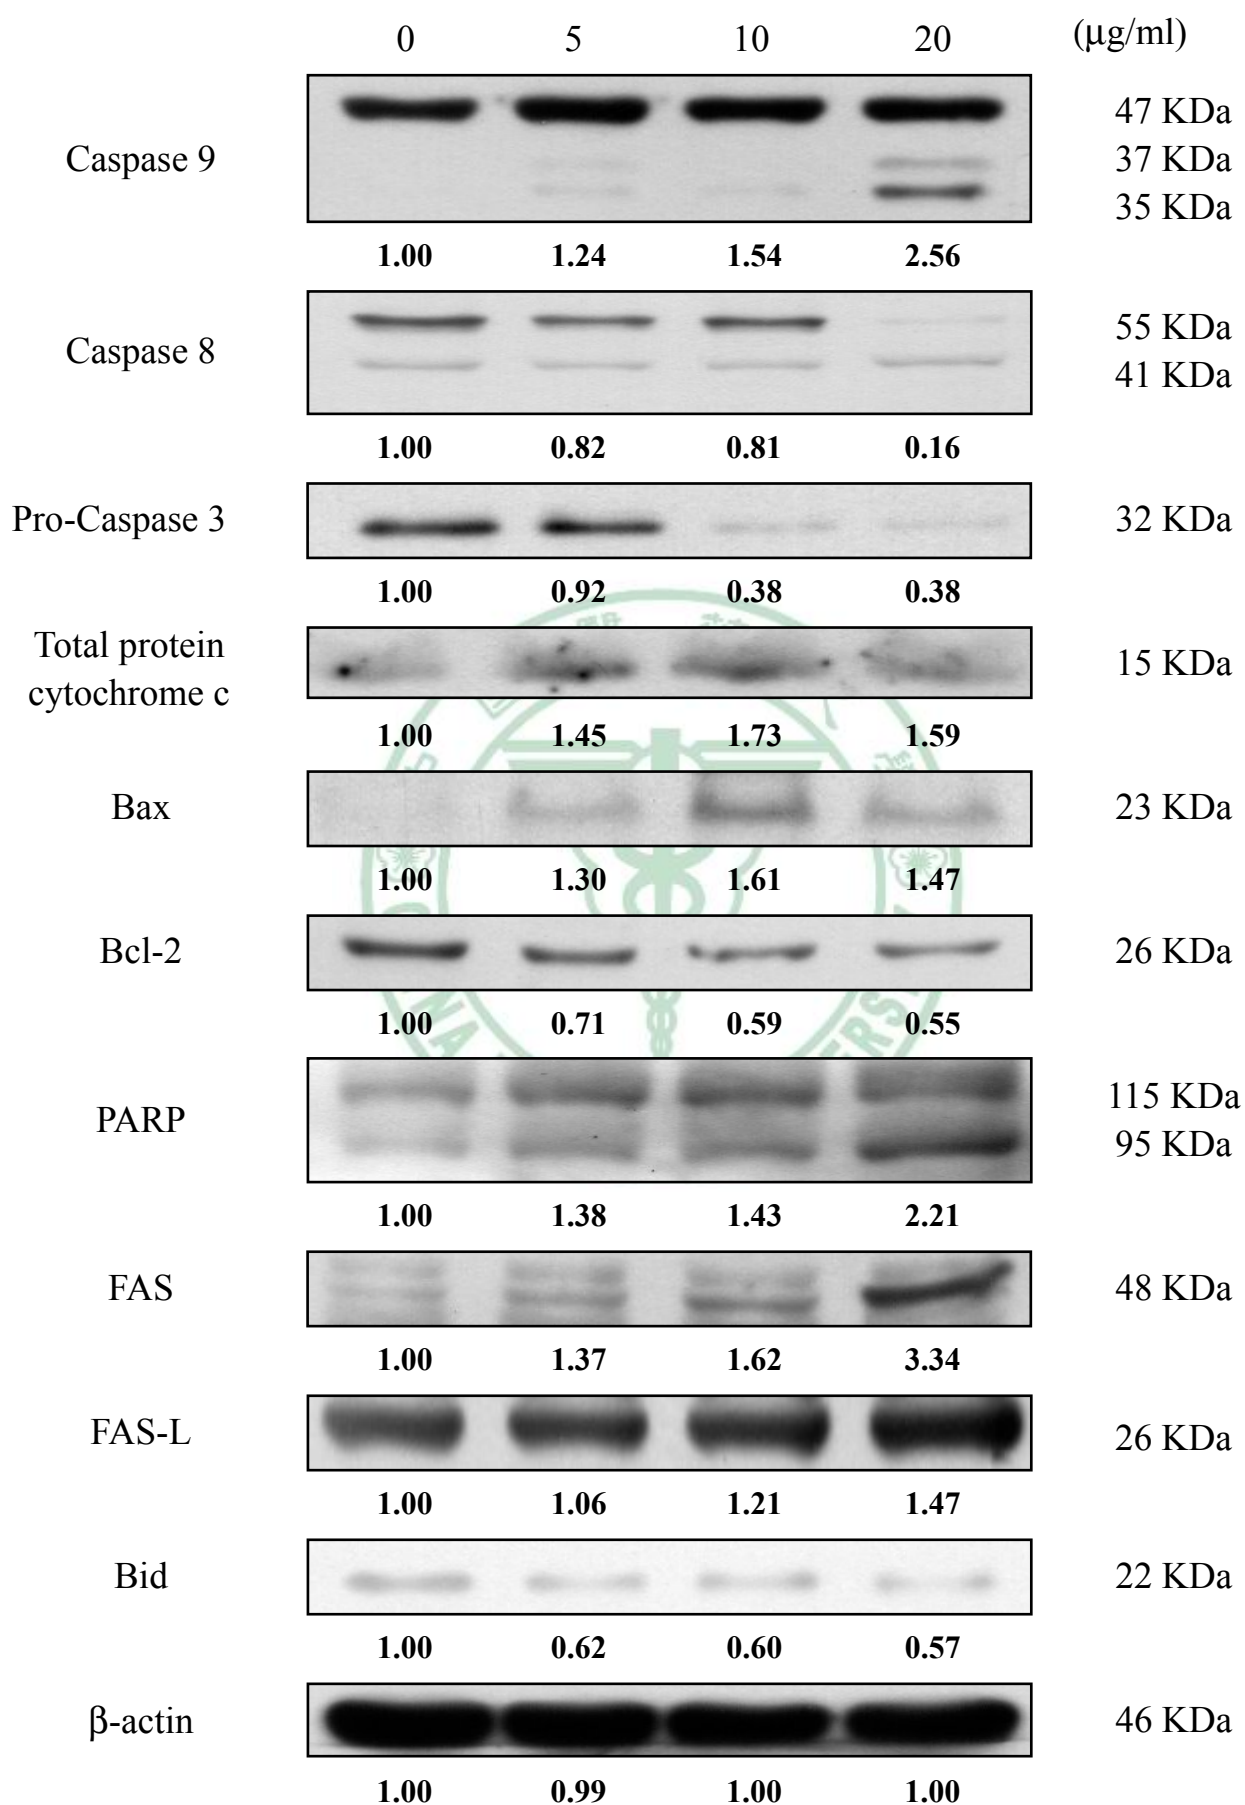 0 5 10 20 (μg/ml)
Caspase 9
47 KDa
37 KDa
35 KDa
1.00 1.24 1.54 2.56
Caspase 8
55 KDa
41 KDa
1.00 0.82 0.81 0.16
Pro-Caspase 3 32 KDa
1.00 0.92 0.38 0.38
Total protein
cytochrome c
15 KDa
1.00 1.45 1.73 1.59
Bax 23 KDa
1.00 1.30 1.61 1.47
Bcl-2 26 KDa
1.00 0.71 0.59 0.55
PARP
115 KDa
95 KDa
1.00 1.38 1.43 2.21
FAS 48 KDa
1.00 1.37 1.62 3.34
FAS-L 26 KDa
1.00 1.06 1.21 1.47
Bid 22 KDa
1.00 0.62 0.60 0.57
β-actin 46 KDa
1.00 0.99 1.00 1.00